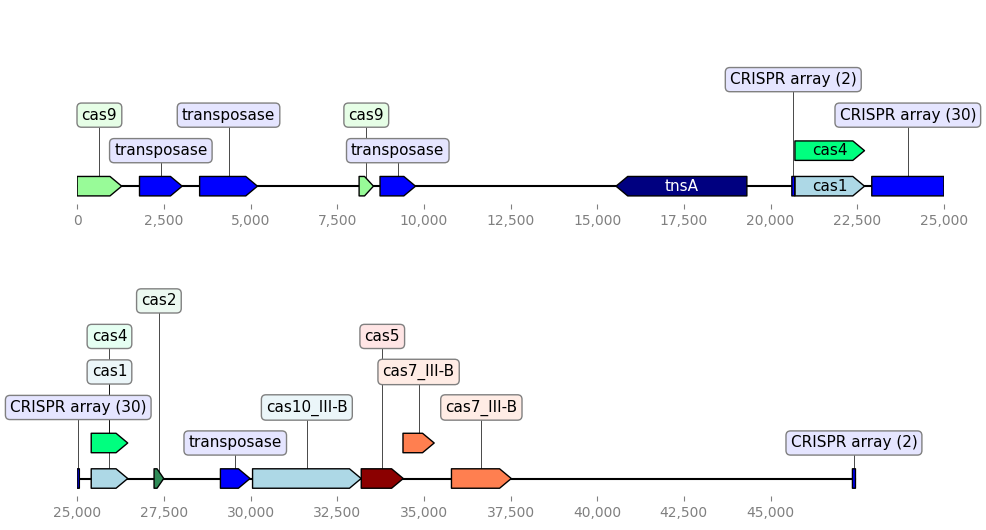 CRISPR array (2)
cas9
transposase
cas9
CRISPR array (30)
transposase
transposase
cas4
tnsA
cas1
0
2,500
5,000
7,500
10,000
12,500
15,000
17,500
20,000
22,500
25,000
cas2
cas4
cas5
cas1
cas7_III-B
CRISPR array (30)
cas10_III-B
cas7_III-B
transposase
CRISPR array (2)
25,000
27,500
30,000
32,500
35,000
37,500
40,000
42,500
45,000